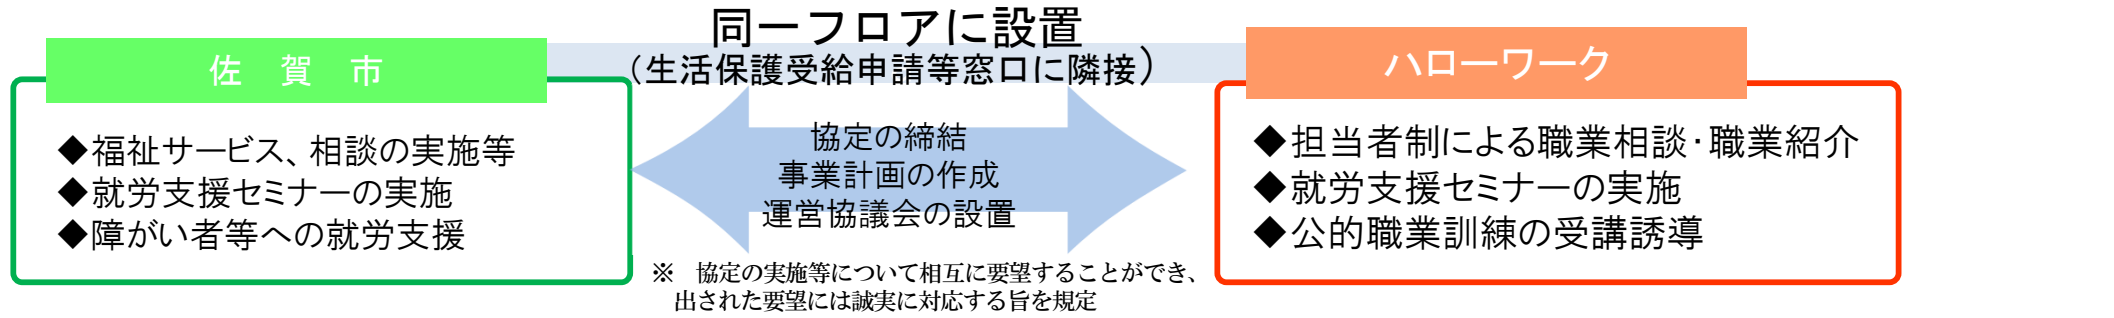 同一フロアに設置
（生活保護受給申請等窓口に隣接）
佐　賀　市
◆福祉サービス、相談の実施等
◆就労支援セミナーの実施
◆障がい者等への就労支援
協定の締結
事業計画の作成
運営協議会の設置
※　協定の実施等について相互に要望することができ、
出された要望には誠実に対応する旨を規定
ハローワーク
◆担当者制による職業相談・職業紹介
◆就労支援セミナーの実施
◆公的職業訓練の受講誘導